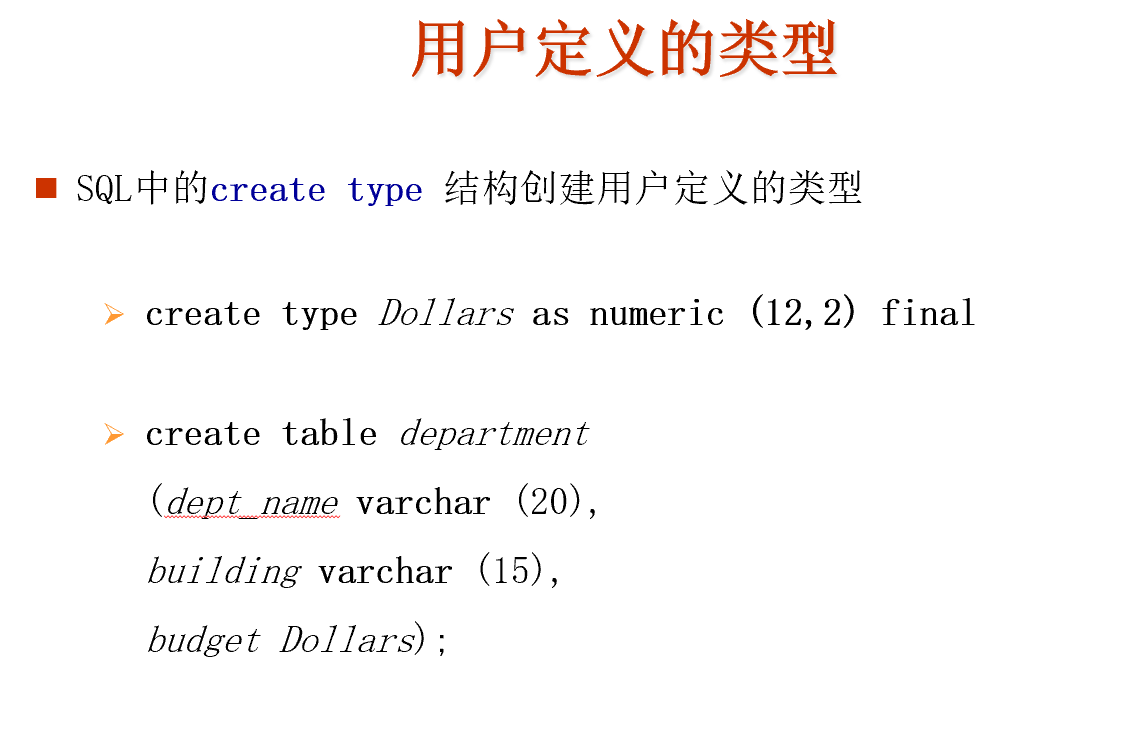 用户定义的类型
SQL中的create type 结构创建用户定义的类型
create type Dollars as numeric (12,2) final
create table department
(dept_name varchar (20),
building varchar (15),
budget Dollars);